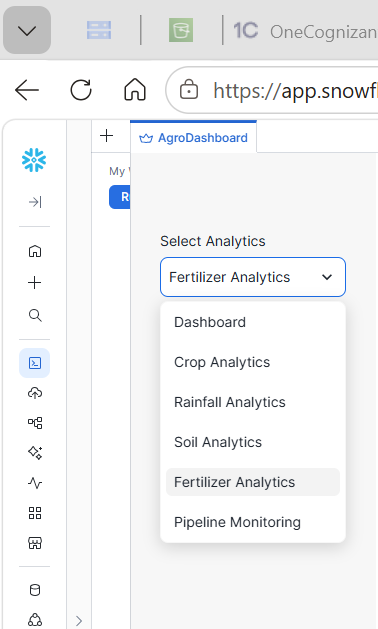 1C OneCognizan
https://app.snowfl
AgroDashboard
My W
R
Select Analytics
Fertilizer Analytics
Dashboard
Crop Analytics
Rainfall Analytics
Soil Analytics
Fertilizer Analytics
Pipeline Monitoring